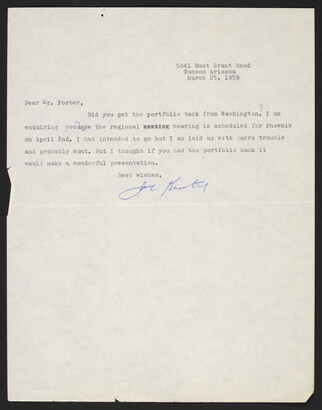 5041 East Grant Road
Tucson Arizona
March 25, 1959
Dear Mr. Porter,
Did you get the portfolio back from Washington? I am
enquiring because the regional meeting hearing is scheduled for Phoenix
on April 2nd. I had intended to go but I am laid up with sacro trouble
and probably wont. But I thought if you had the portfolio back it
would make a wonderful presentation.
Best wishes,
Joe